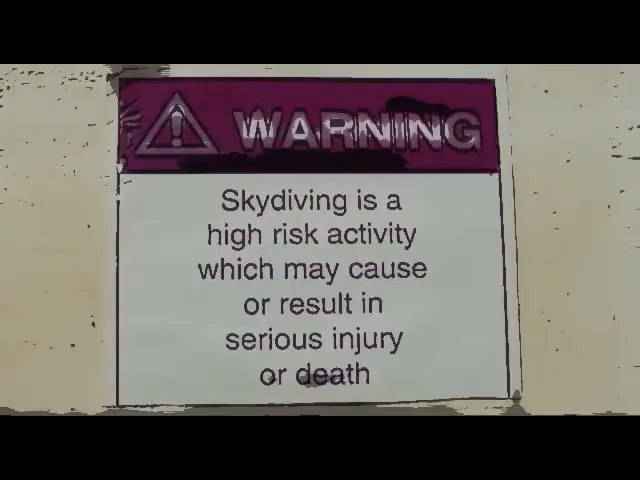 WARNING
Skydiving is a
high risk activity
which may cause
or result in
serious injury
or death